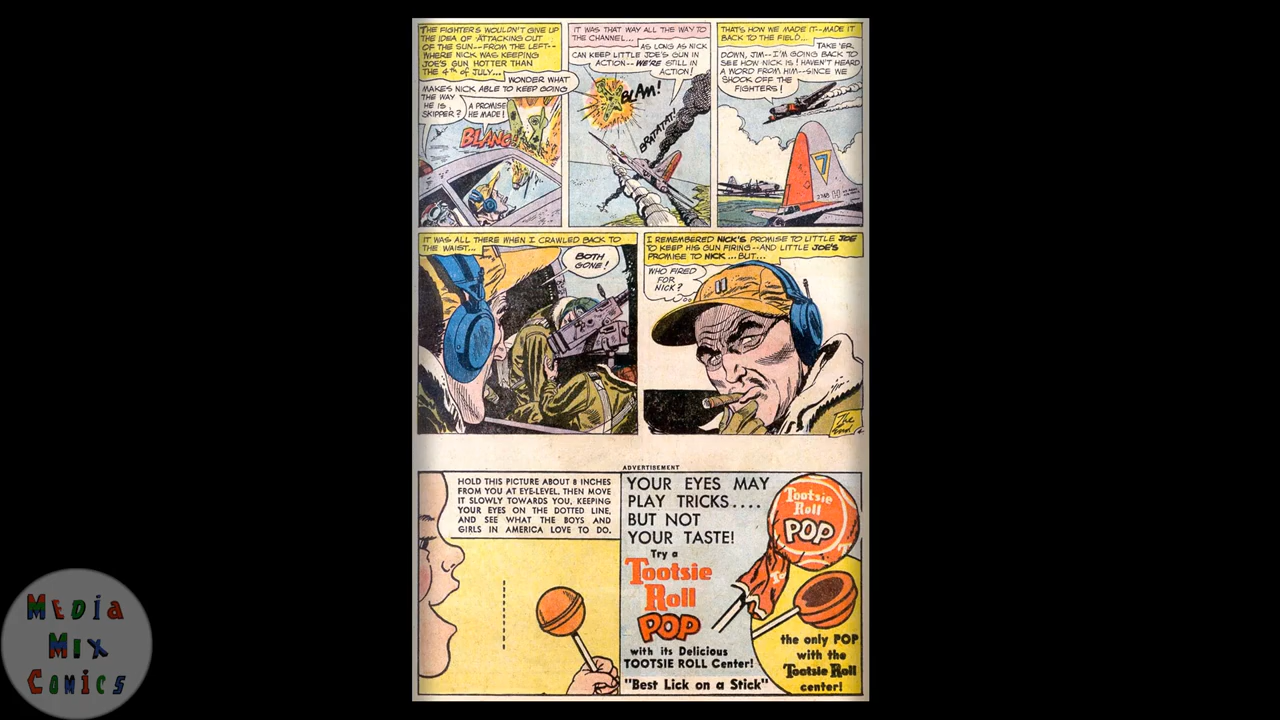 THE FIGHTERS WOULDN'T GIVE UP
THE IDEA OF ATTACKING OUT
OF THE SUN--FROM THE LEFT--
WHERE NICK WAS KEEPING
JOE'S GUN HOTTER THAN
THE 4TH OF JULY...
WONDER WHAT
MAKES NICK ABLE TO KEEP GOING
THE WAY
HE IS,
SKIPPER?
A PROMISE
HE MADE!
BLANG!
IT WAS THAT WAY ALL THE WAY TO
THE CHANNEL...
AS LONG AS NICK
CAN KEEP LITTLE JOE'S GUN IN
ACTION--WE'RE STILL IN
ACTION!
BLAM!
BRATATAT!
THAT'S HOW WE MADE IT--MADE IT
BACK TO THE FIELD...
TAKE 'ER
DOWN, JIM--I'M GOING BACK TO
SEE HOW NICK IS! HAVEN'T HEARD
A WORD FROM HIM--SINCE WE
SHOOK OFF THE
FIGHTERS!
7
IT WAS ALL THERE WHEN I CRAWLED BACK TO
THE WAIST...
BOTH
GONE!
I REMEMBERED NICK'S PROMISE TO LITTLE JOE
TO KEEP HIS GUN FIRING--AND LITTLE JOE'S
PROMISE TO NICK...BUT...
WHO FIRED
FOR
NICK?
The
End
ADVERTISEMENT
HOLD THIS PICTURE ABOUT 8 INCHES
FROM YOU AT EYE-LEVEL. THEN MOVE
IT SLOWLY TOWARDS YOU, KEEPING
YOUR EYES ON THE DOTTED LINE,
AND SEE WHAT THE BOYS AND
GIRLS IN AMERICA LOVE TO DO.
YOUR EYES MAY
PLAY TRICKS....
BUT NOT
YOUR TASTE!
Try a
Tootsie
Roll
POP
with its Delicious
TOOTSIE ROLL Center!
"Best Lick on a Stick"
Tootsie
Roll
POP
the only POP
with the
Tootsie Roll
center!
MEDia
Mix
Comics